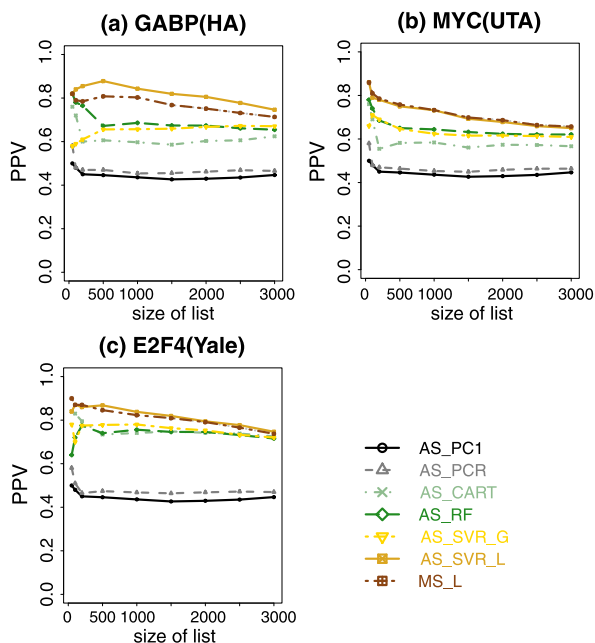 (a) GABP(HA)
PPV
0.0 0.2 0.4 0.6 0.8 1.0
0 500 1000 2000 3000
size of list
(b) MYC(UTA)
PPV
0.0 0.2 0.4 0.6 0.8 1.0
0 500 1000 2000 3000
size of list
(c) E2F4(Yale)
PPV
0.0 0.2 0.4 0.6 0.8 1.0
0 500 1000 2000 3000
size of list
AS_PC1
AS_PCR
AS_CART
AS_RF
AS_SVR_G
AS_SVR_L
MS_L